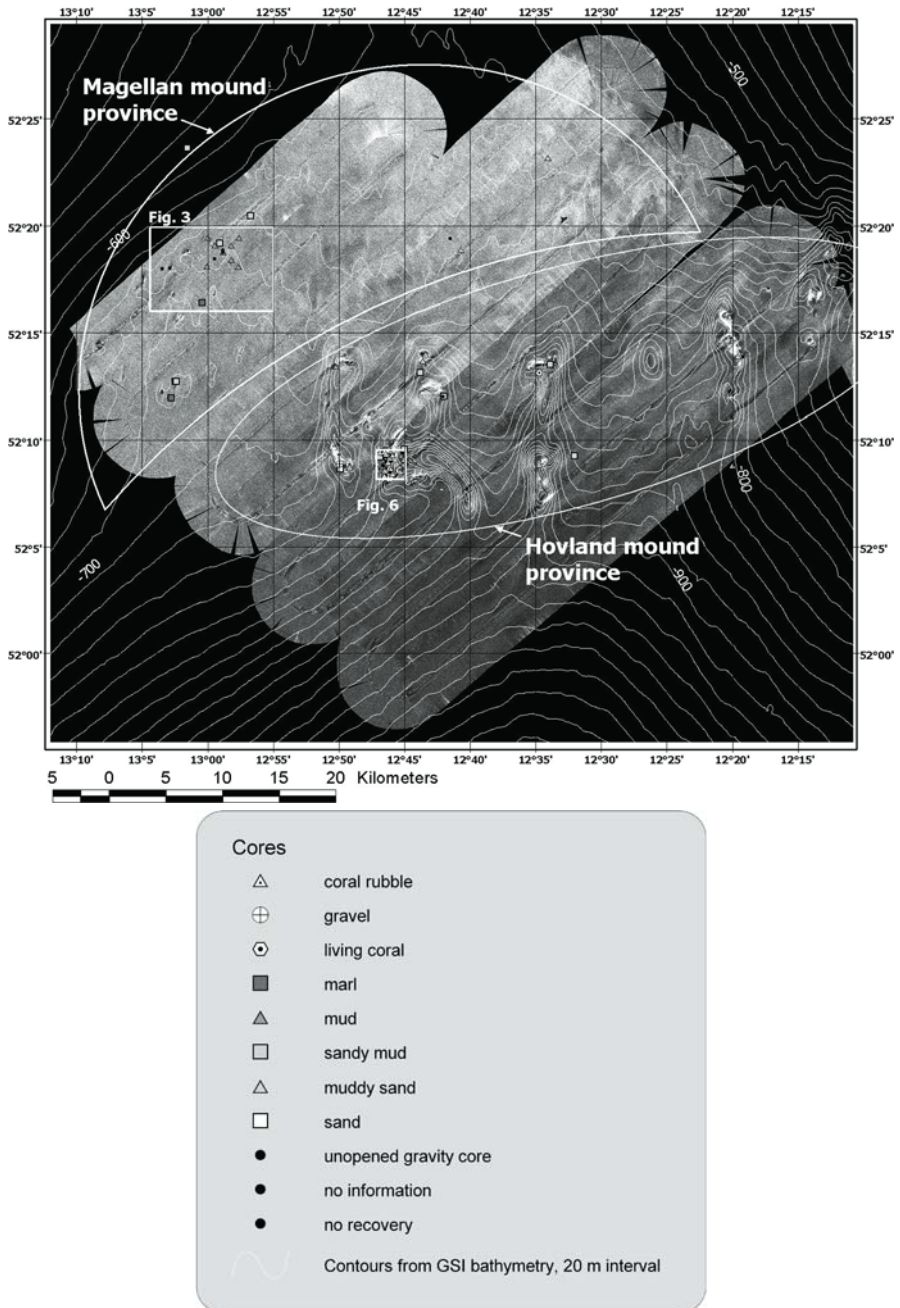 13°10' 13°5' 13°00' 12°55' 12°50' 12°45' 12°40' 12°35' 12°30' 12°25' 12°20' 12°15'
-500
Magellan mound
province
52°25' 52°25'
Fig. 3
52°20' 52°20'
-600
52°15' 52°15'
52°10' 52°10'
-800
Fig. 6
Hovland mound
province
52°5' 52°5'
-700 -900
52°00' 52°00'
13°10' 13°5' 13°00' 12°55' 12°50' 12°45' 12°40' 12°35' 12°30' 12°25' 12°20' 12°15'
5 0 5 10 15 20 Kilometers
Cores
coral rubble
gravel
living coral
marl
mud
sandy mud
muddy sand
sand
unopened gravity core
no information
no recovery
Contours from GSI bathymetry, 20 m interval